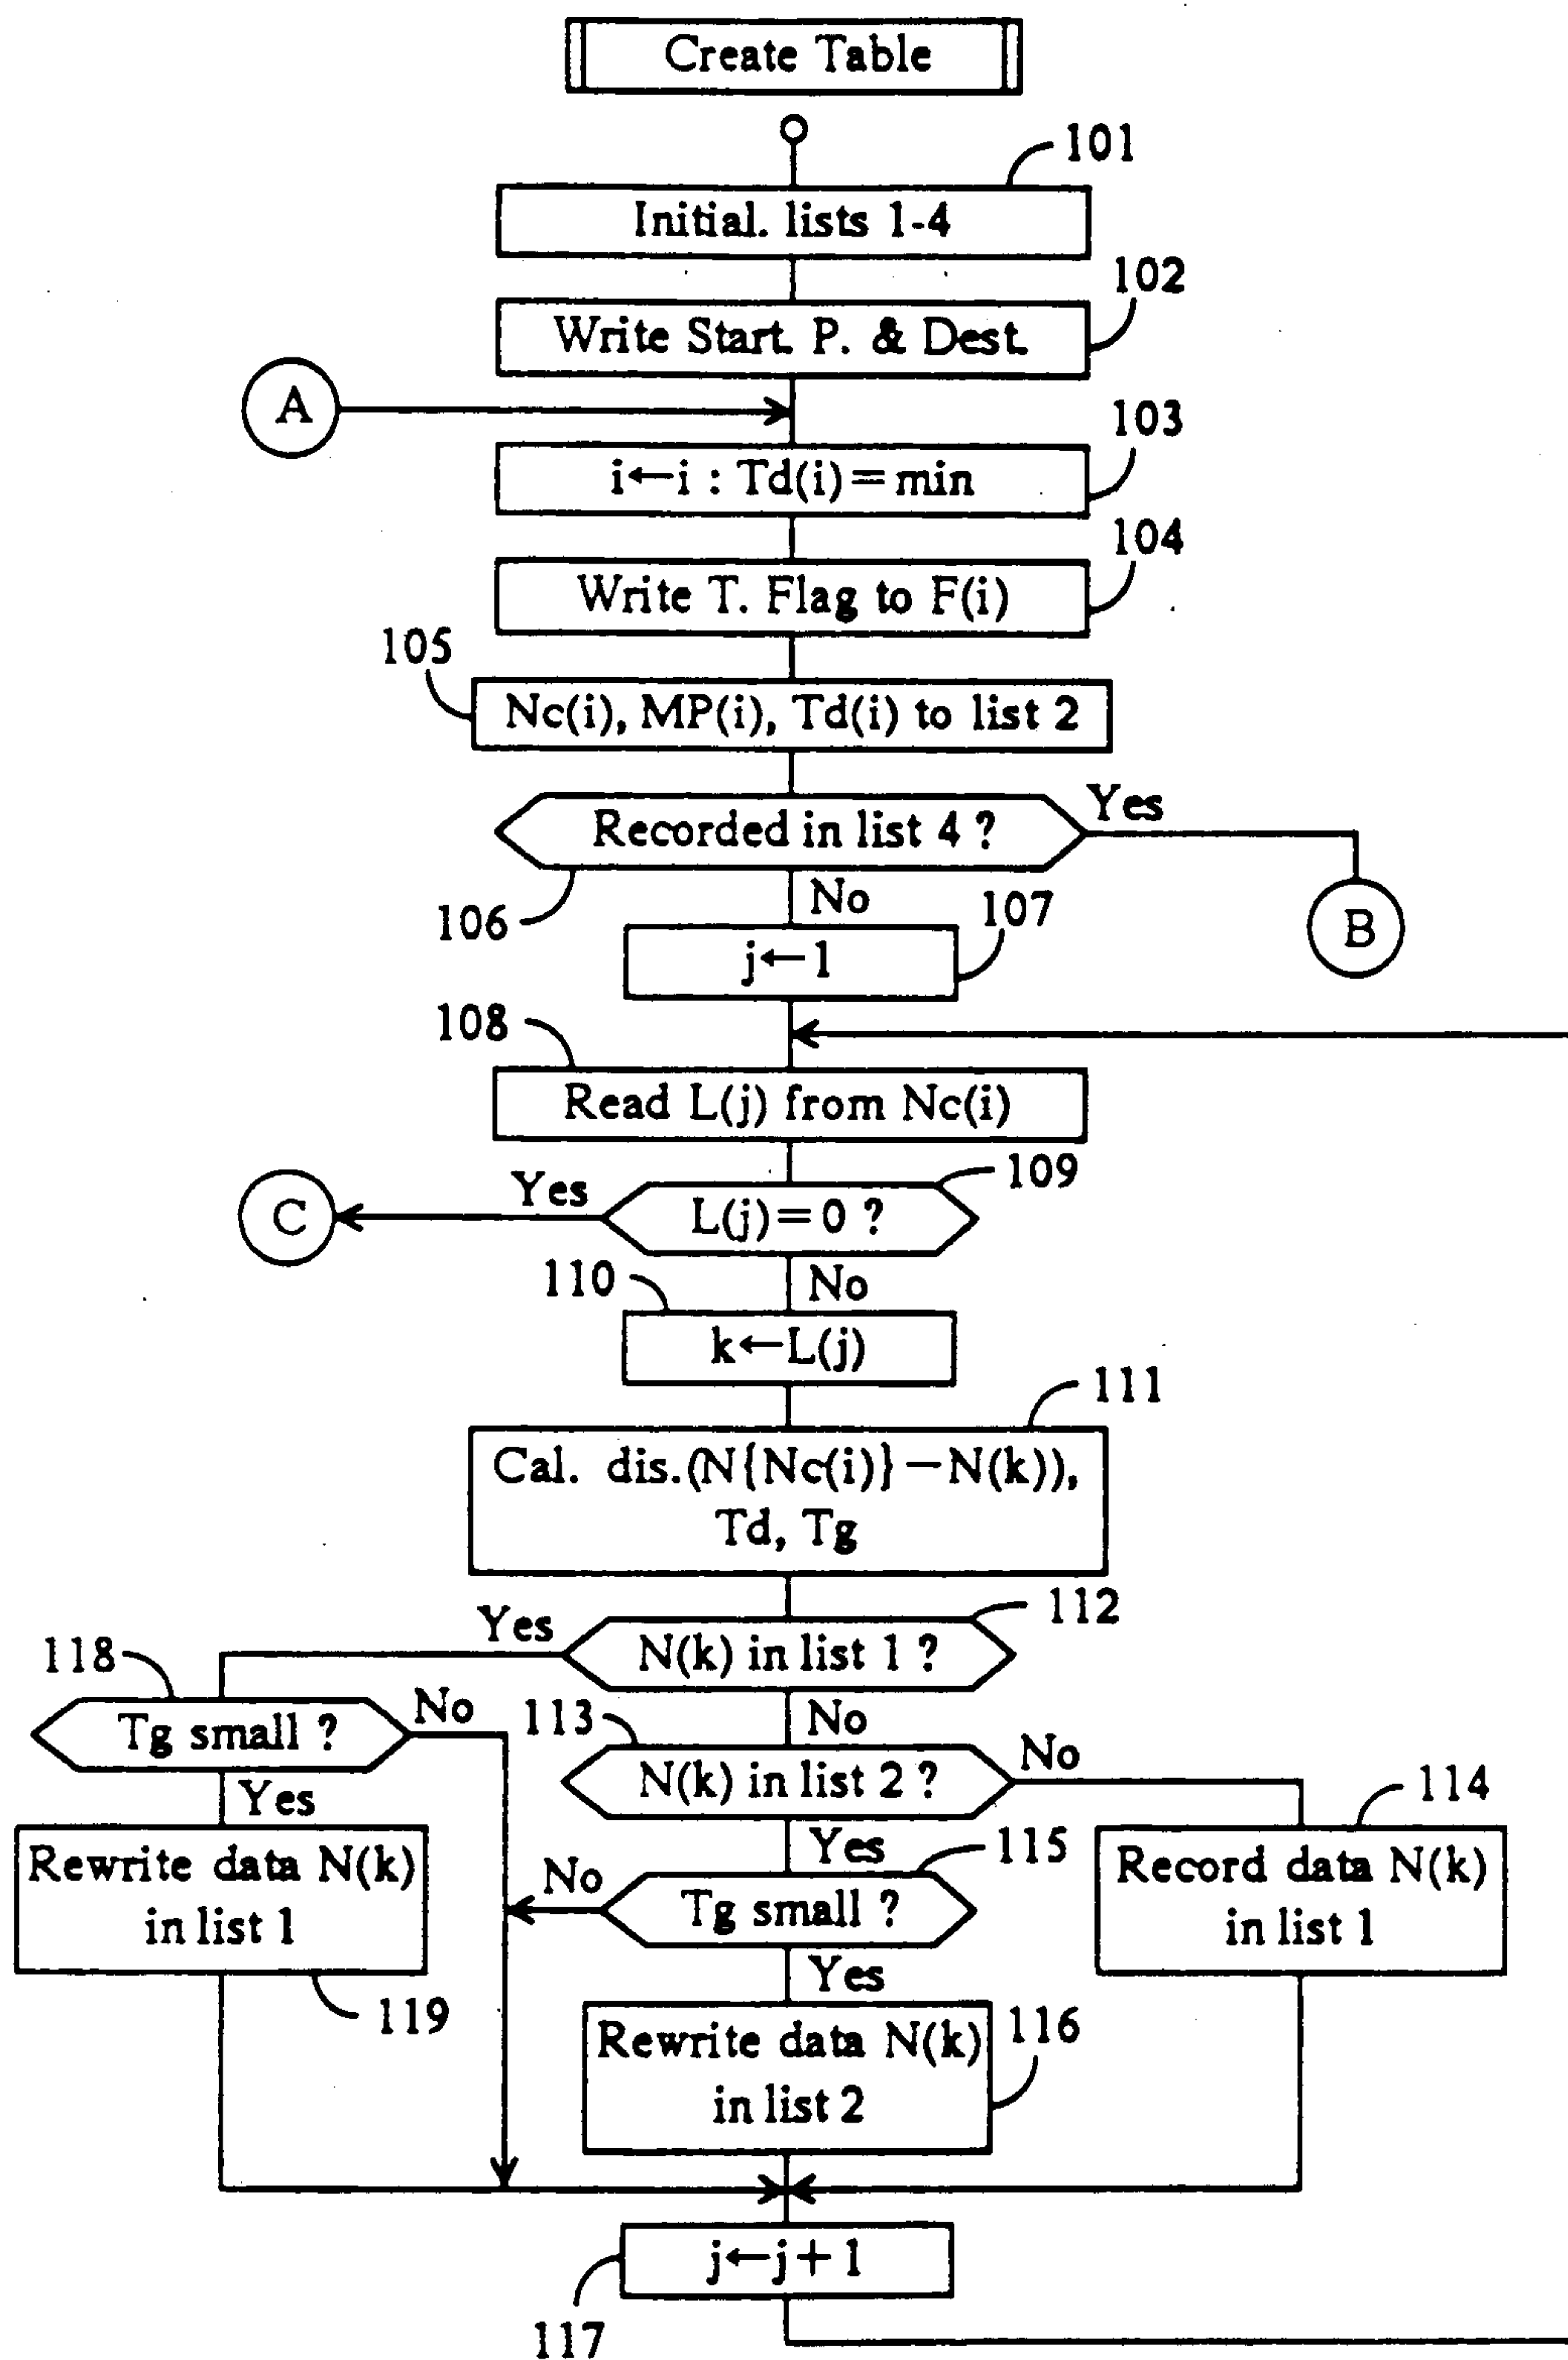 Create Table
101
Initial. lists 1-4
102
Write Start. P. & Dest.
A
103
i←i : Td(i)=min
104
Write T. Flag to F(i)
105
Nc(i), MP(i), Td(i) to list 2
Yes
Recorded in list 4 ?
106
No
107
B
j←1
108
Read L(j) from Nc(i)
109
Yes
C
L(j)=0 ?
110
No
k←L(j)
111
Cal. dis.(N{Nc(i)}−N(k)),
Td, Tg
112
Yes
N(k) in list 1 ?
118
No
113
No
Tg small ?
No
N(k) in list 2 ?
114
Yes
Yes
115
Rewrite data N(k)
in list 1
No
Tg small ?
Record data N(k)
in list 1
Yes
119
116
Rewrite data N(k)
in list 2
j←j+1
117